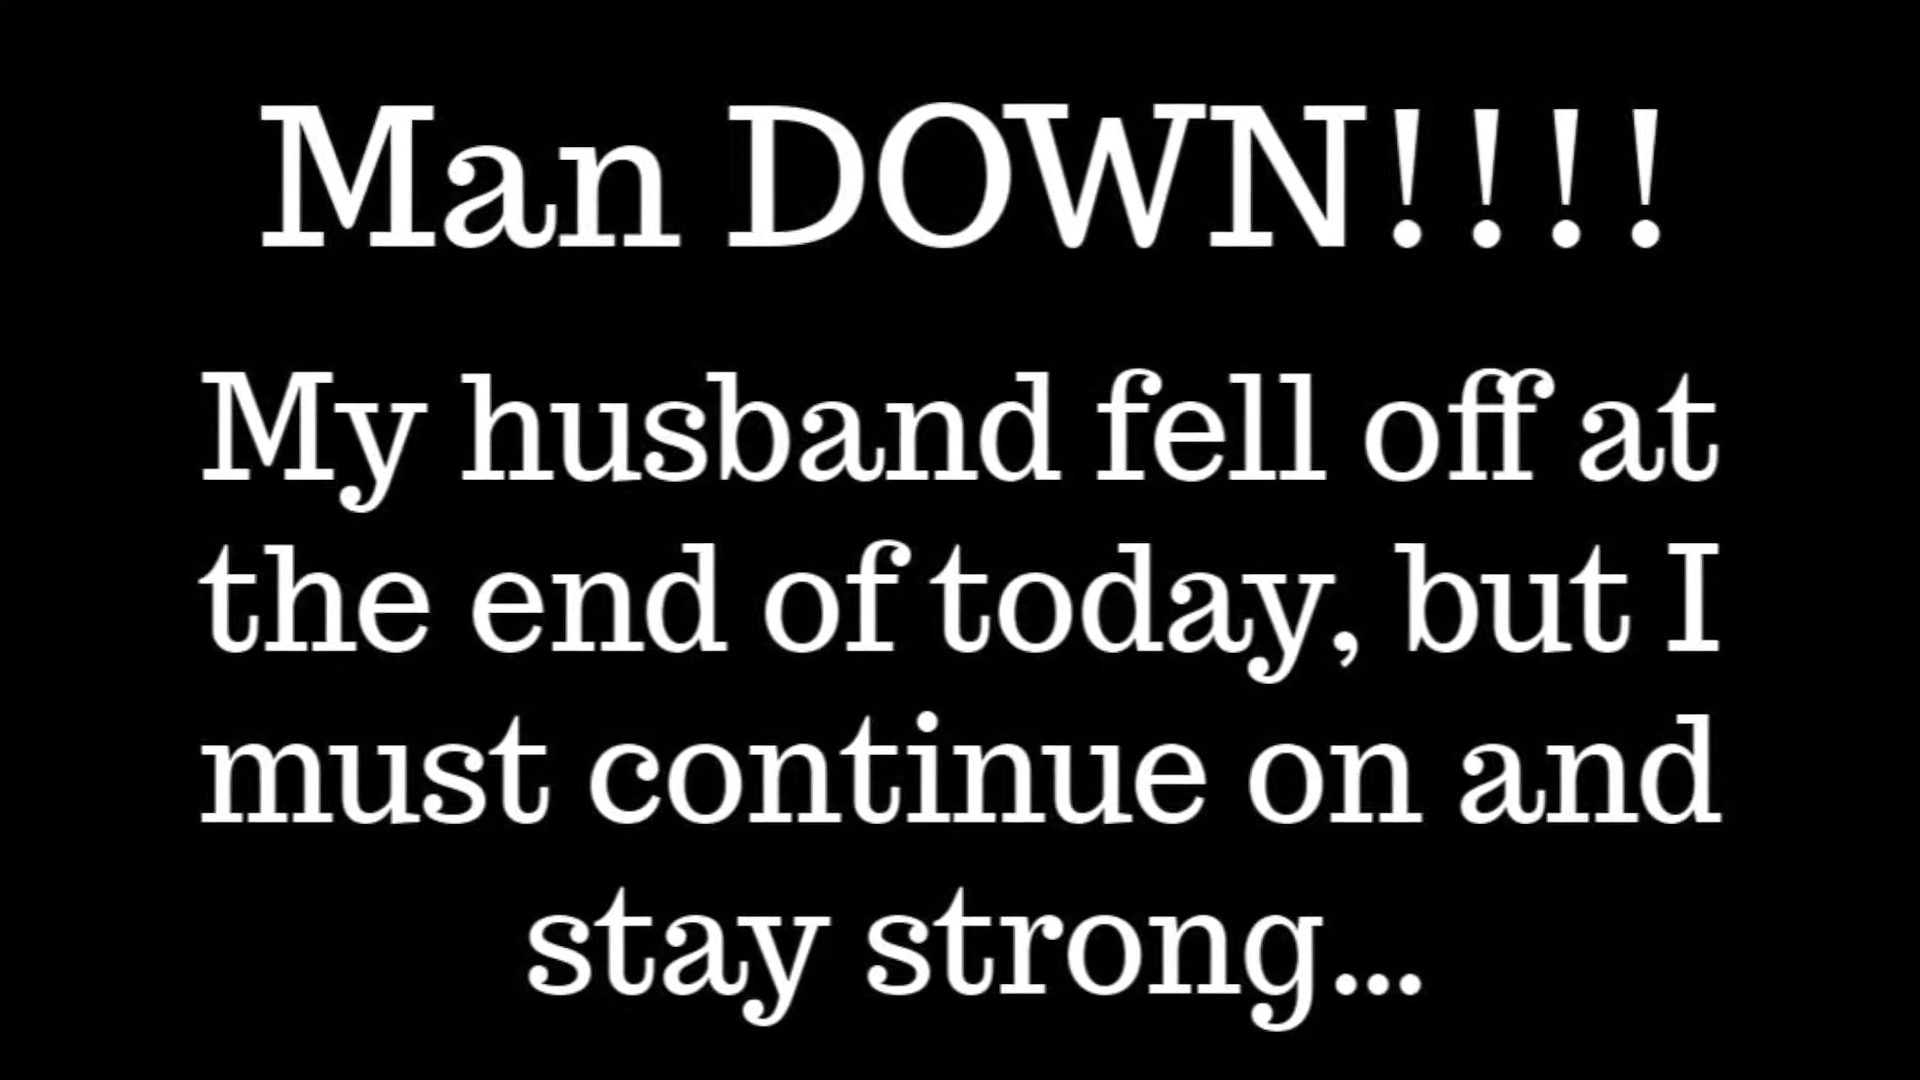 Man DOWN!!!!
My husband fell off at
the end of today, but I
must continue on and
stay strong...